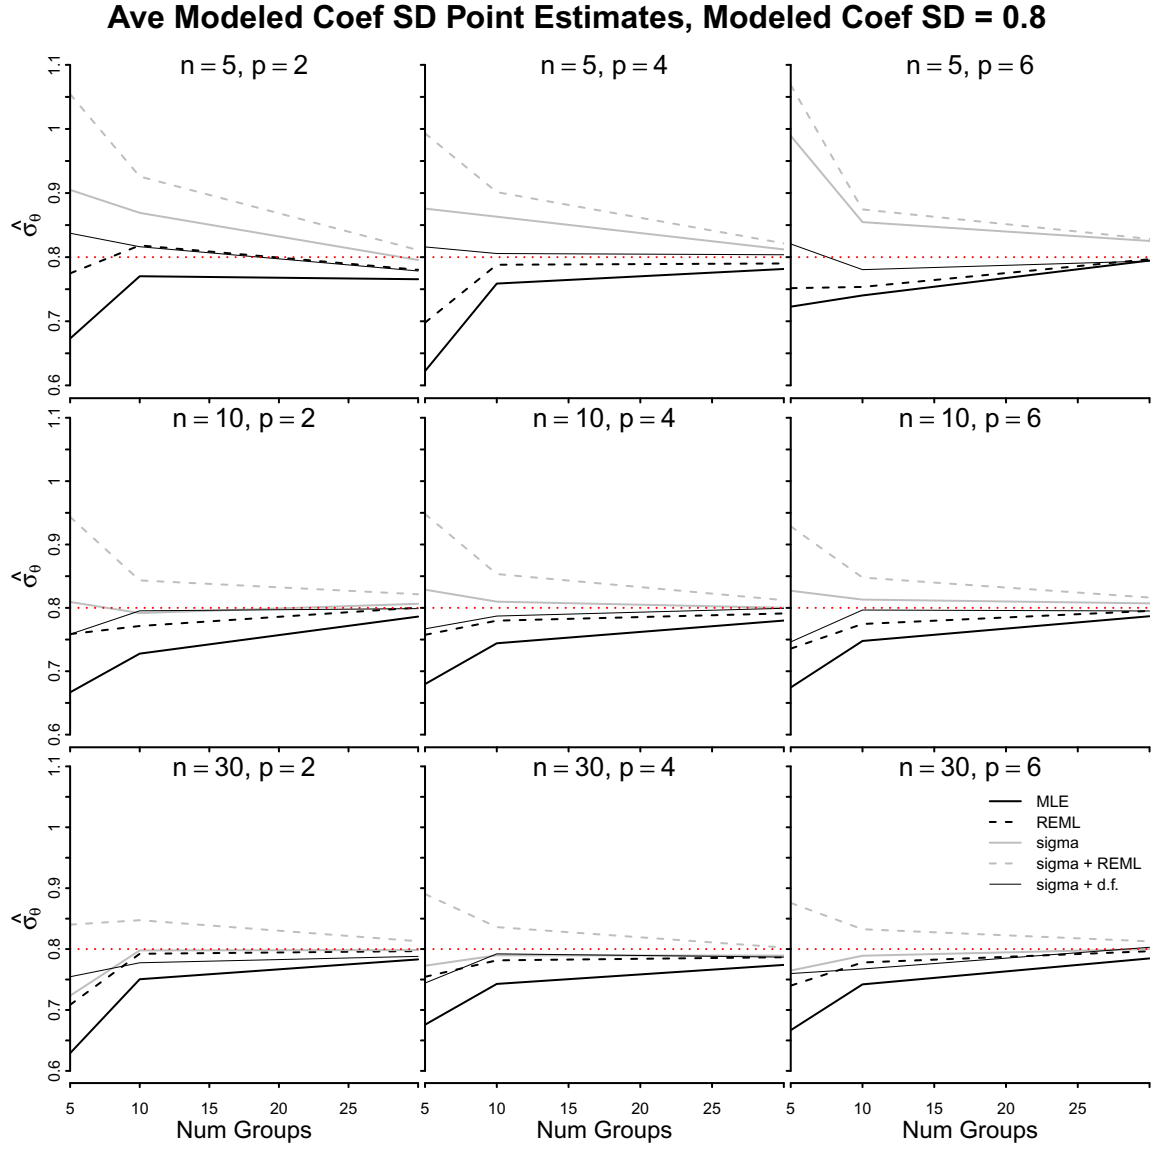 Ave Modeled Coef SD Point Estimates, Modeled Coef SD = 0.8
n = 5, p = 2
n = 5, p = 4
n = 5, p = 6
1.1
1
0.9
0.8
0.7
0.6
σ̂θ
n = 10, p = 2
n = 10, p = 4
n = 10, p = 6
1.1
1
0.9
0.8
0.7
0.6
σ̂θ
n = 30, p = 2
n = 30, p = 4
n = 30, p = 6
1.1
1
0.9
0.8
0.7
0.6
σ̂θ
MLE
REML
sigma
sigma + REML
sigma + d.f.
5 10 15 20 25 5 10 15 20 25 5 10 15 20 25
Num Groups Num Groups Num Groups